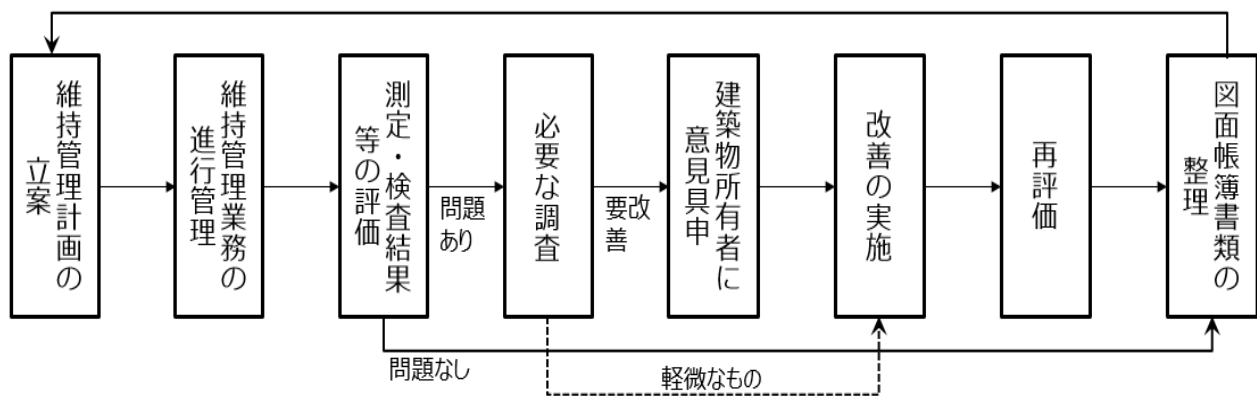 維持管理計画の
立案
維持管理業務の
進行管理
測定・検査結果
等の評価
問題
あり
必要な調査
要改
善
建築物所有者に
意見具申
改善の実施
再評価
図面帳簿書類の
整理
問題なし
軽微なもの